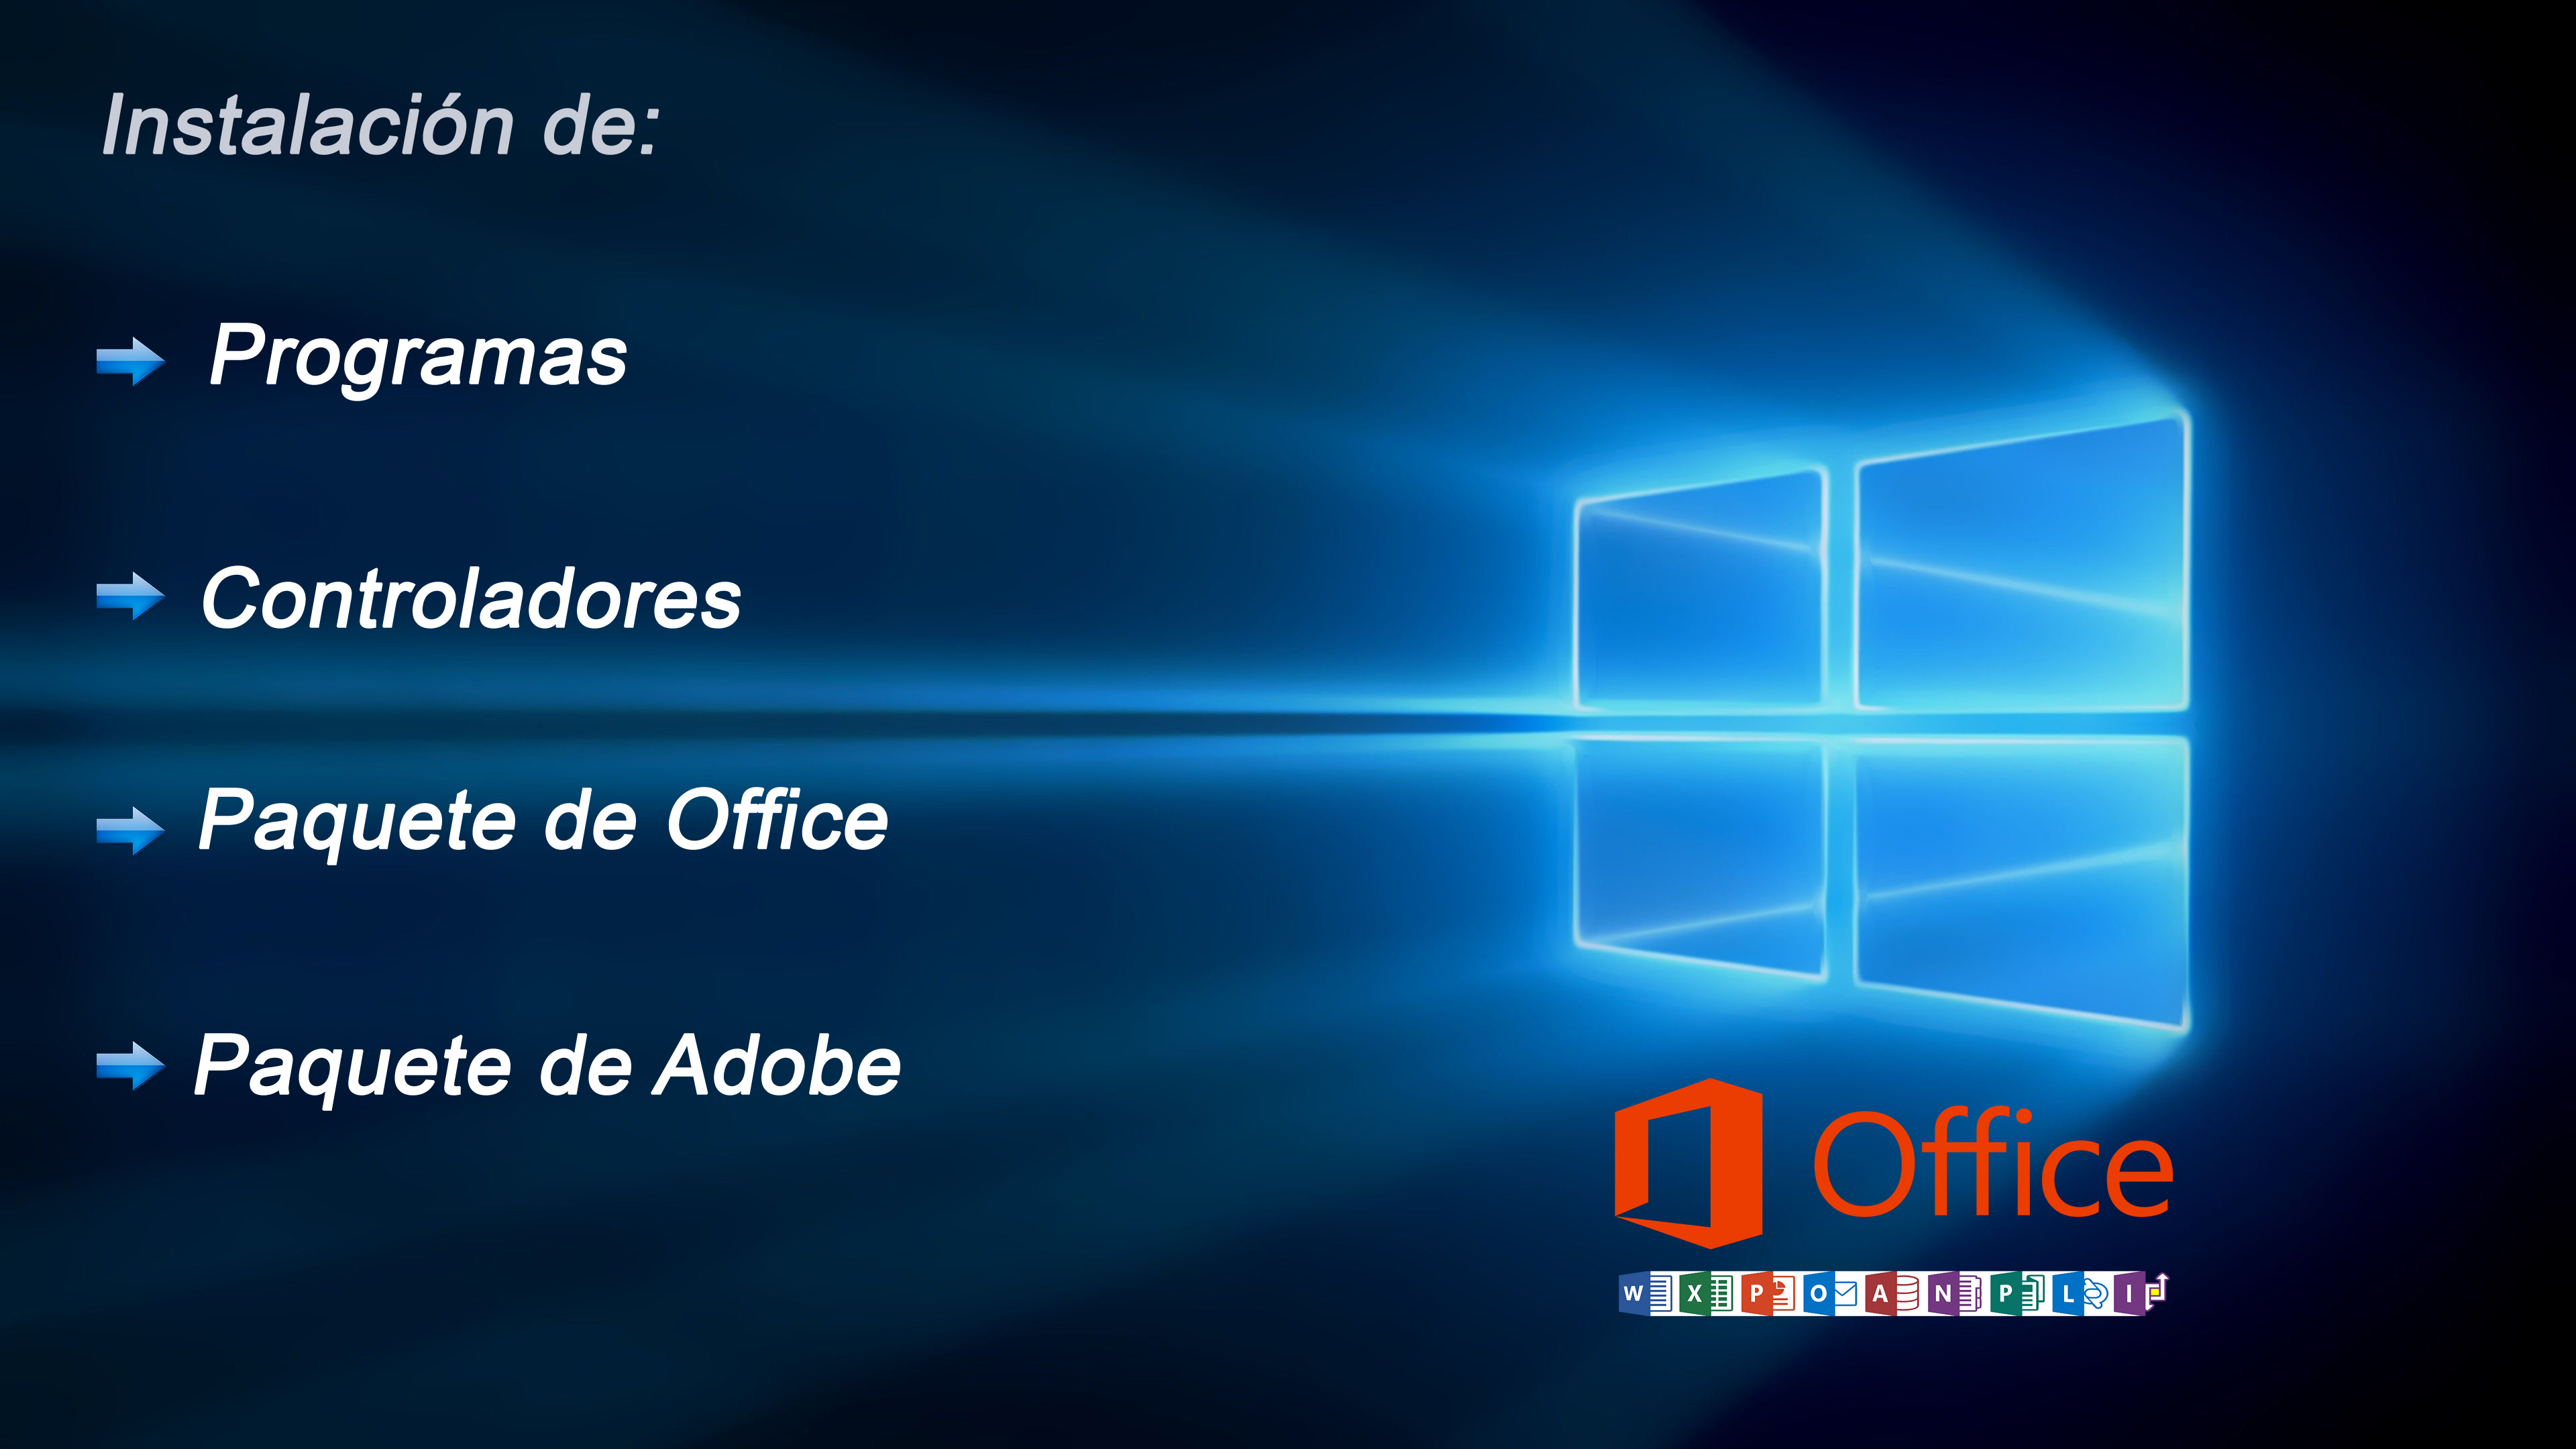 Instalación de:
Programas
Controladores
Paquete de Office
Paquete de Adobe
Office
W X P O A N P L I